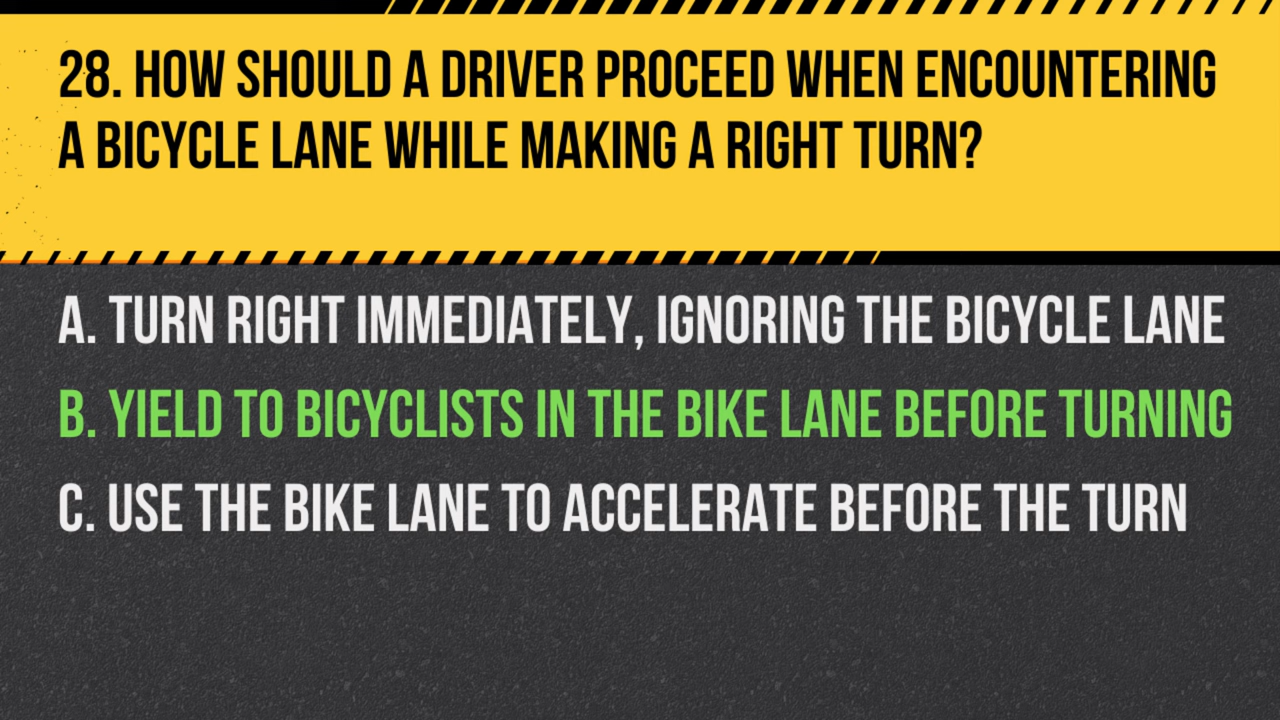 28. HOW SHOULD A DRIVER PROCEED WHEN ENCOUNTERING
A BICYCLE LANE WHILE MAKING A RIGHT TURN?
A. TURN RIGHT IMMEDIATELY, IGNORING THE BICYCLE LANE
B. YIELD TO BICYCLISTS IN THE BIKE LANE BEFORE TURNING
C. USE THE BIKE LANE TO ACCELERATE BEFORE THE TURN